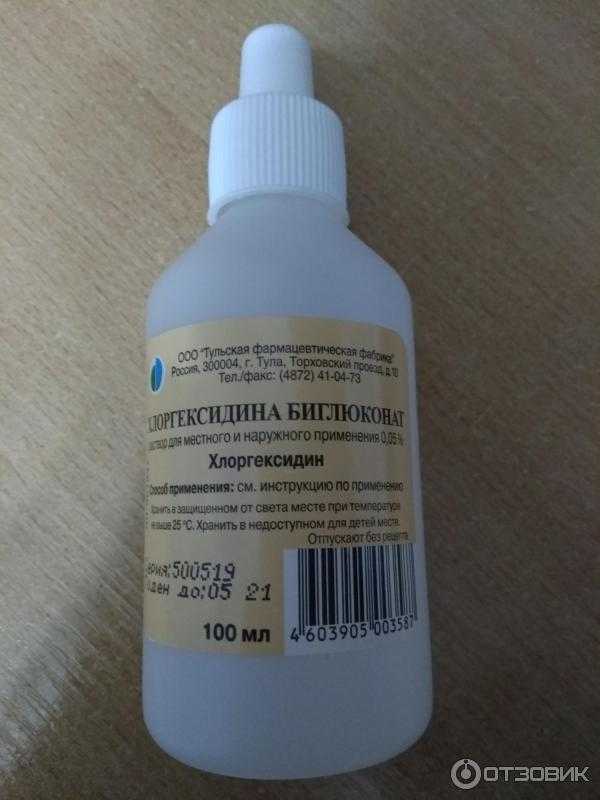 ООО "Тульская фармацевтическая фабрика"
Россия, 300004, г. Тула, Торховский проезд, д. 10
Тел./факс: (4872) 41-04-73
ХЛОРГЕКСИДИНА БИГЛЮКОНАТ
раствор для местного и наружного применения 0,05 %
Хлоргексидин
Способ применения: см. инструкцию по применению
Хранить в защищенном от света месте при температуре
не выше 25 °С. Хранить в недоступном для детей месте.
Отпускают без рецепта
ерия:500519
оден до:05 21
100 мл
4 603905 003587
ОТЗОВИК